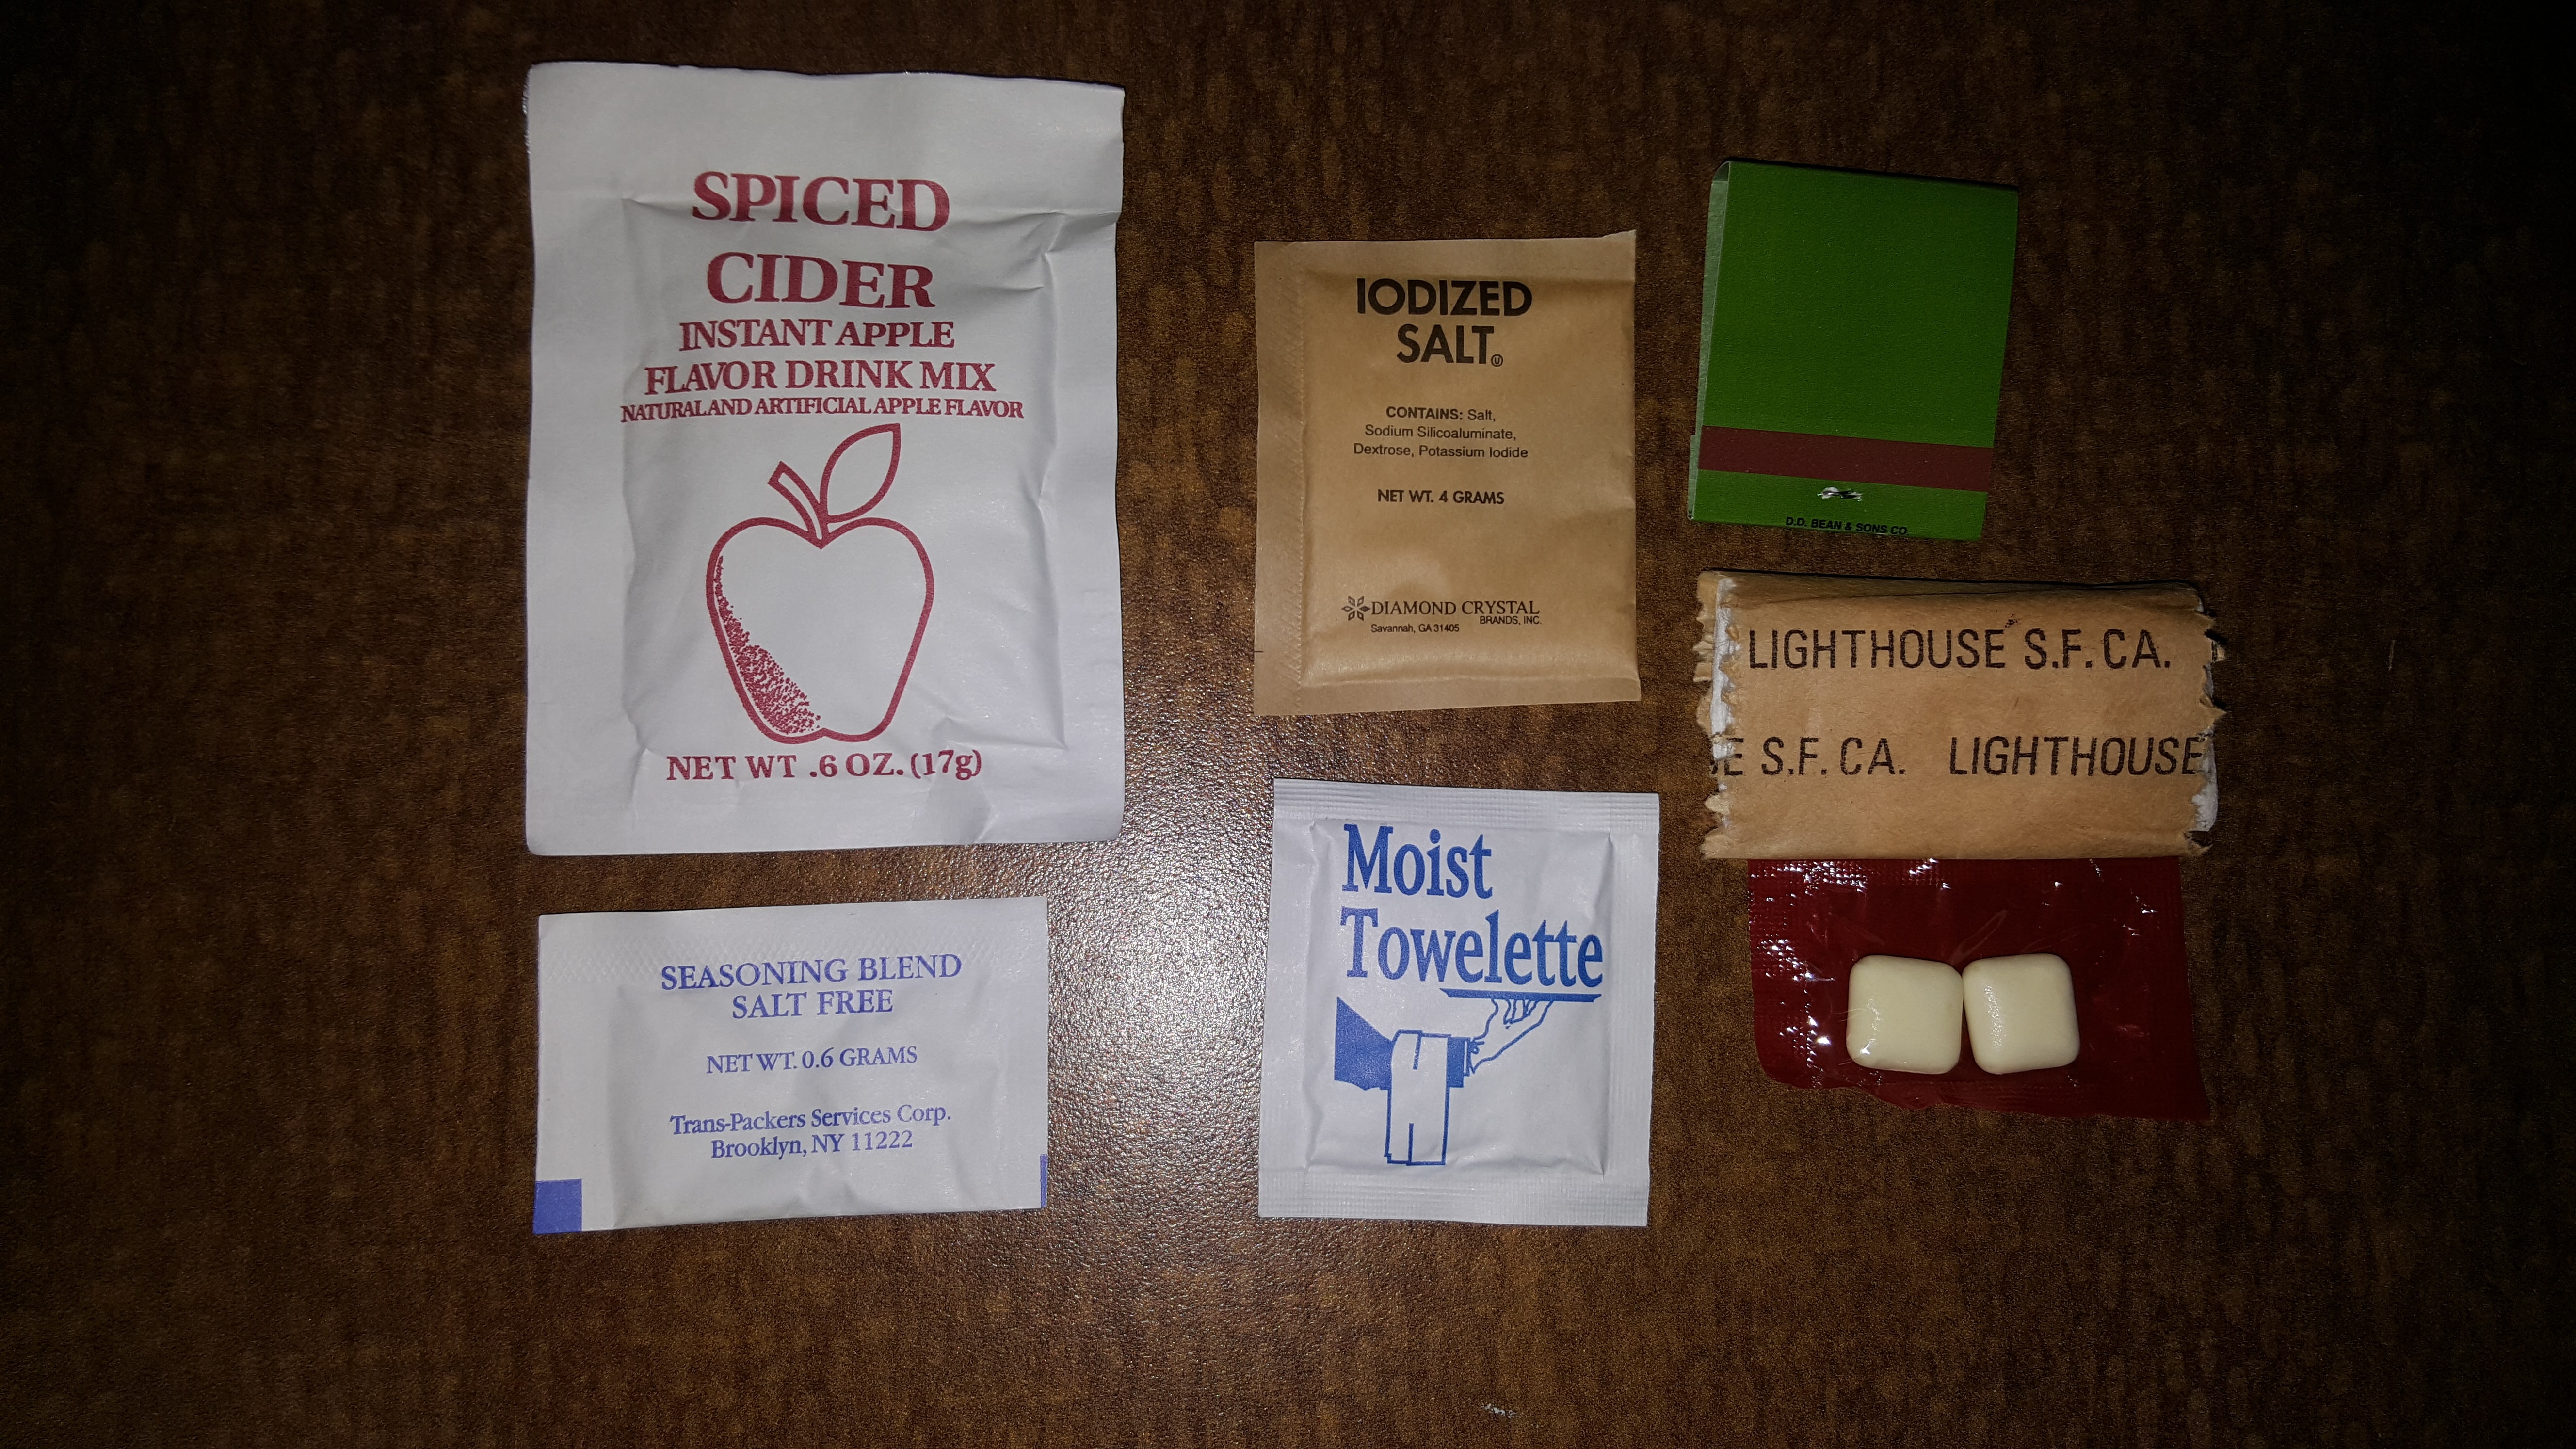 SPICED
CIDER
INSTANT APPLE
FLAVOR DRINK MIX
NATURAL AND ARTIFICIAL APPLE FLAVOR
NET WT .6 OZ. (17g)
SEASONING BLEND
SALT FREE
NET WT. 0.6 GRAMS
Trans-Packers Services Corp.
Brooklyn, NY 11222
IODIZED
SALT
CONTAINS: Salt,
Sodium Silicoaluminate,
Dextrose, Potassium Iodide
NET WT. 4 GRAMS
DIAMOND CRYSTAL
BRANDS, INC.
Savannah, GA 31405
Moist
Towelette
D.D. BEAN & SONS CO.
LIGHTHOUSE S.F. CA.
E S.F. CA. LIGHTHOUSE